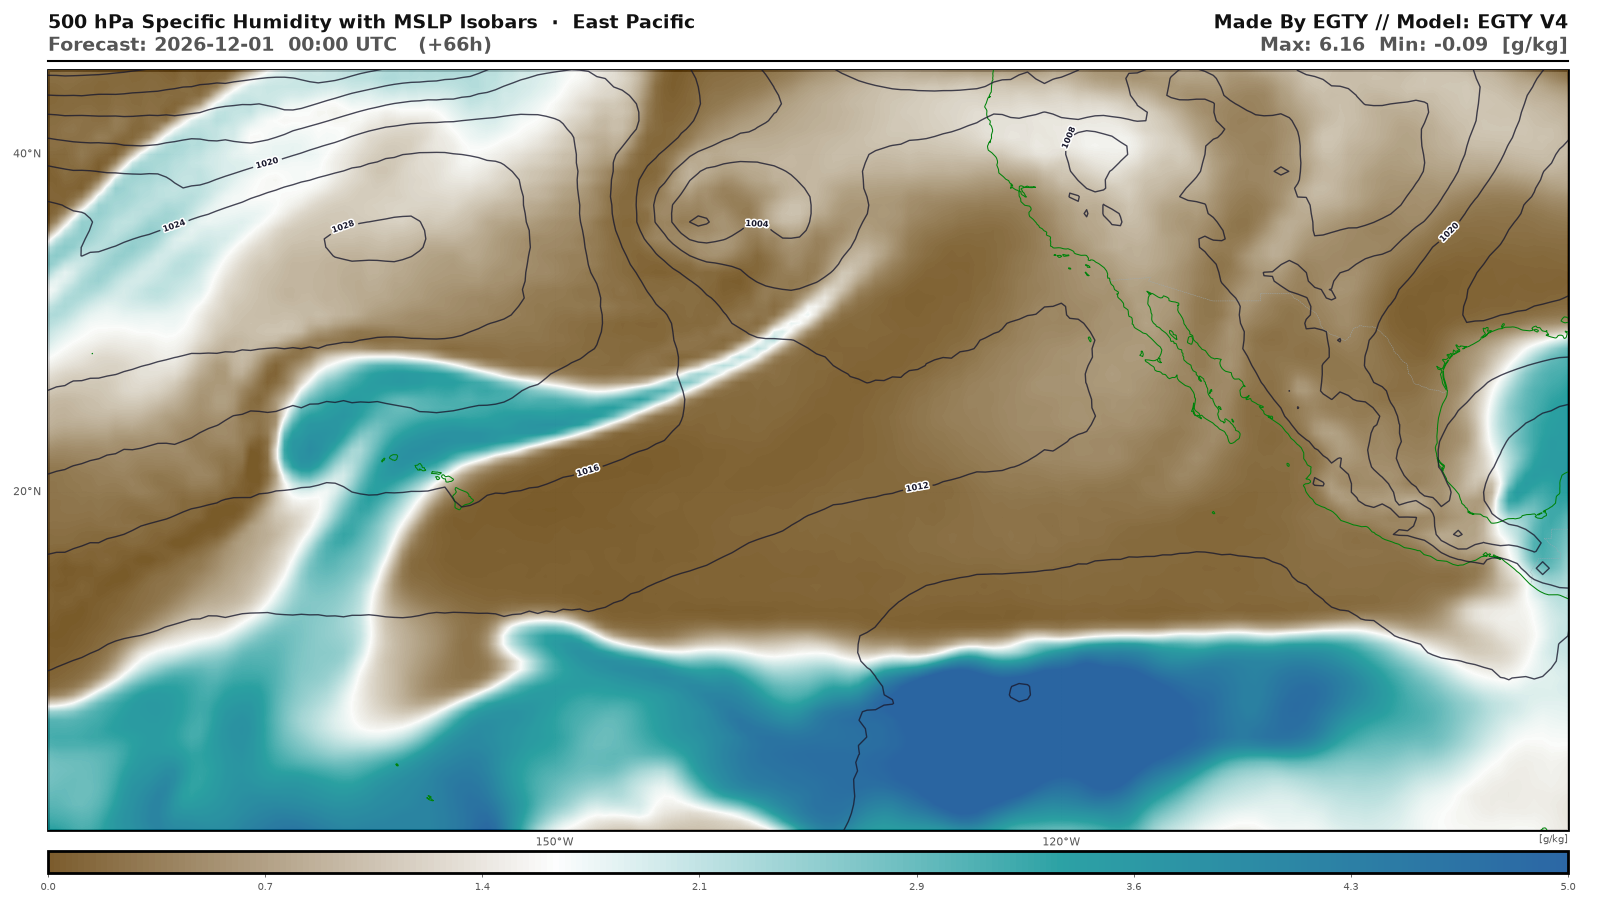 500 hPa Specific Humidity with MSLP Isobars · East Pacific
Made By EGTY // Model: EGTY V4
Forecast: 2026-12-01 00:00 UTC (+66h)
Max: 6.16 Min: -0.09 [g/kg]
1008
40°N
1020
1024
1028
1004
1020
1016
1012
20°N
150°W
120°W
[g/kg]
0.0
0.7
1.4
2.1
2.9
3.6
4.3
5.0